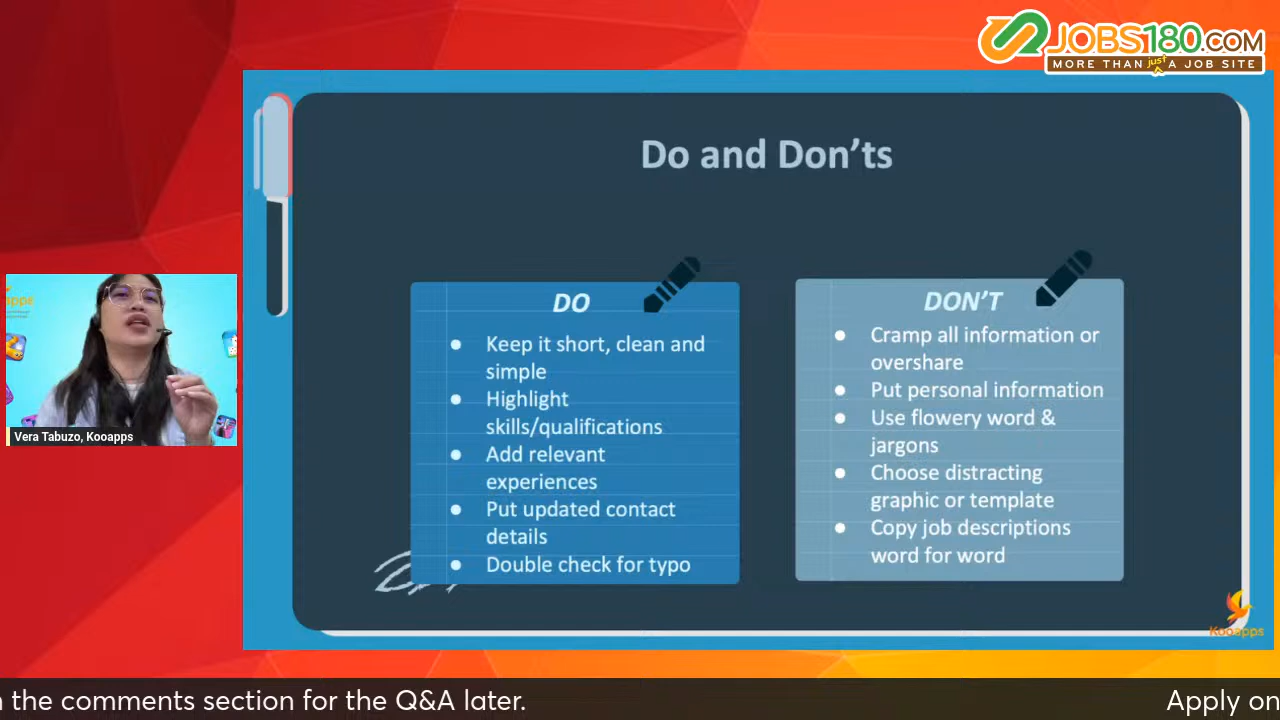 JOBS180.COM
MORE THAN just A JOB SITE
Do and Don'ts
DO
● Keep it short, clean and
simple
● Highlight
skills/qualifications
● Add relevant
experiences
● Put updated contact
details
● Double check for typo
DON'T
● Cramp all information or
overshare
● Put personal information
● Use flowery word &
jargons
● Choose distracting
graphic or template
● Copy job descriptions
word for word
Vera Tabuzo, Kooapps
Kooapps
the comments section for the Q&A later.
Apply on